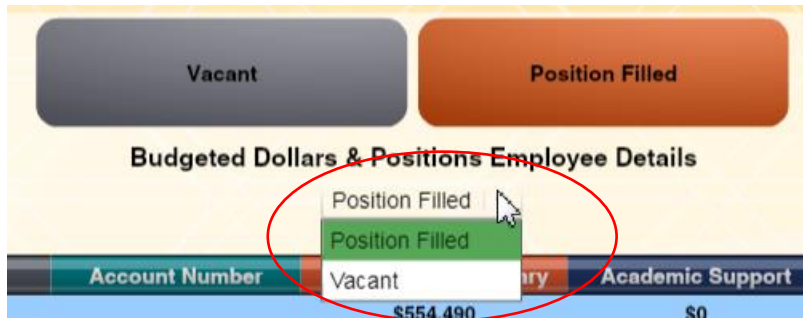 Vacant Position Filled
Budgeted Dollars & Positions Employee Details
Position Filled
Position Filled
Account Number Vacant Academic Support
$554,490 $0